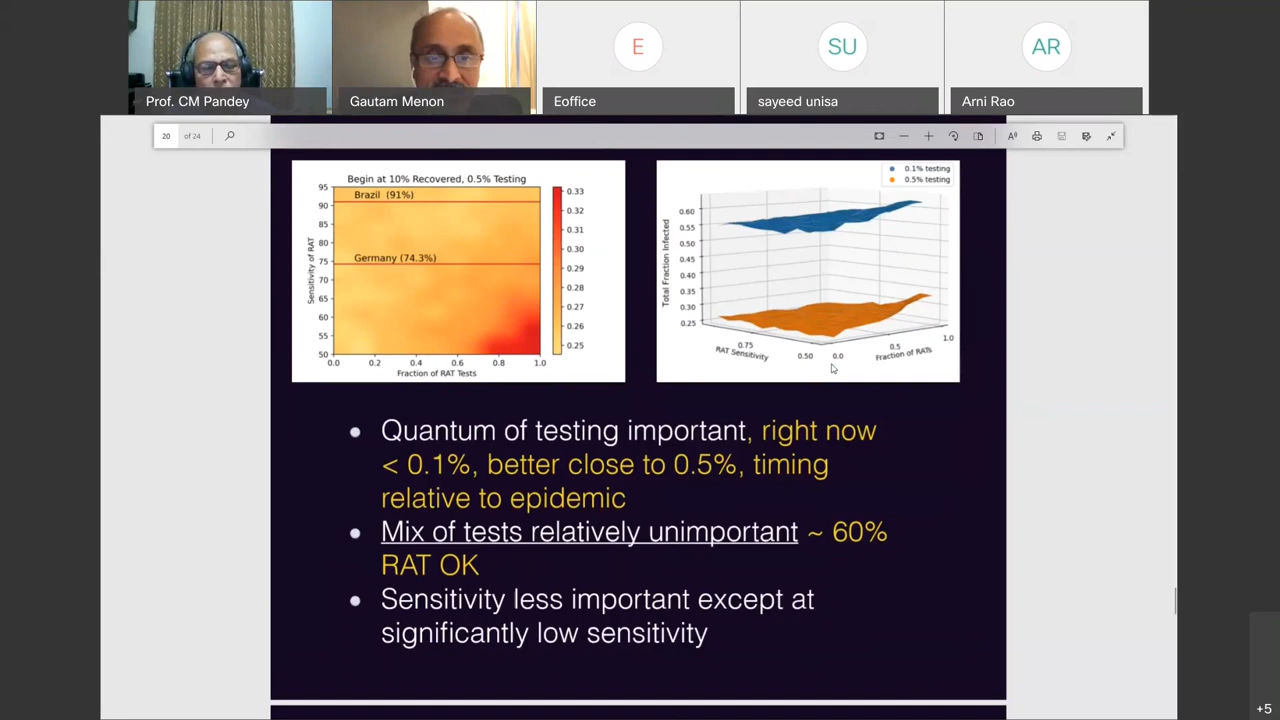 E
SU
AR
Prof. CM Pandey
Gautam Menon
Eoffice
sayeed unisa
Arni Rao
20 of 24
Begin at 10% Recovered, 0.5% Testing
Sensitivity of RAT
95
90
85
80
75
70
65
60
55
50
Brazil (91%)
Germany (74.3%)
0.0 0.2 0.4 0.6 0.8 1.0
Fraction of RAT Tests
0.33
0.32
0.31
0.30
0.29
0.28
0.27
0.26
0.25
0.1% testing
0.5% testing
Total Fraction Infected
0.60
0.55
0.50
0.45
0.40
0.35
0.30
0.25
0.75
0.50
RAT Sensitivity
0.0
0.5
1.0
Fraction of RATs
Quantum of testing important, right now
< 0.1%, better close to 0.5%, timing
relative to epidemic
Mix of tests relatively unimportant ~ 60%
RAT OK
Sensitivity less important except at
significantly low sensitivity
+5